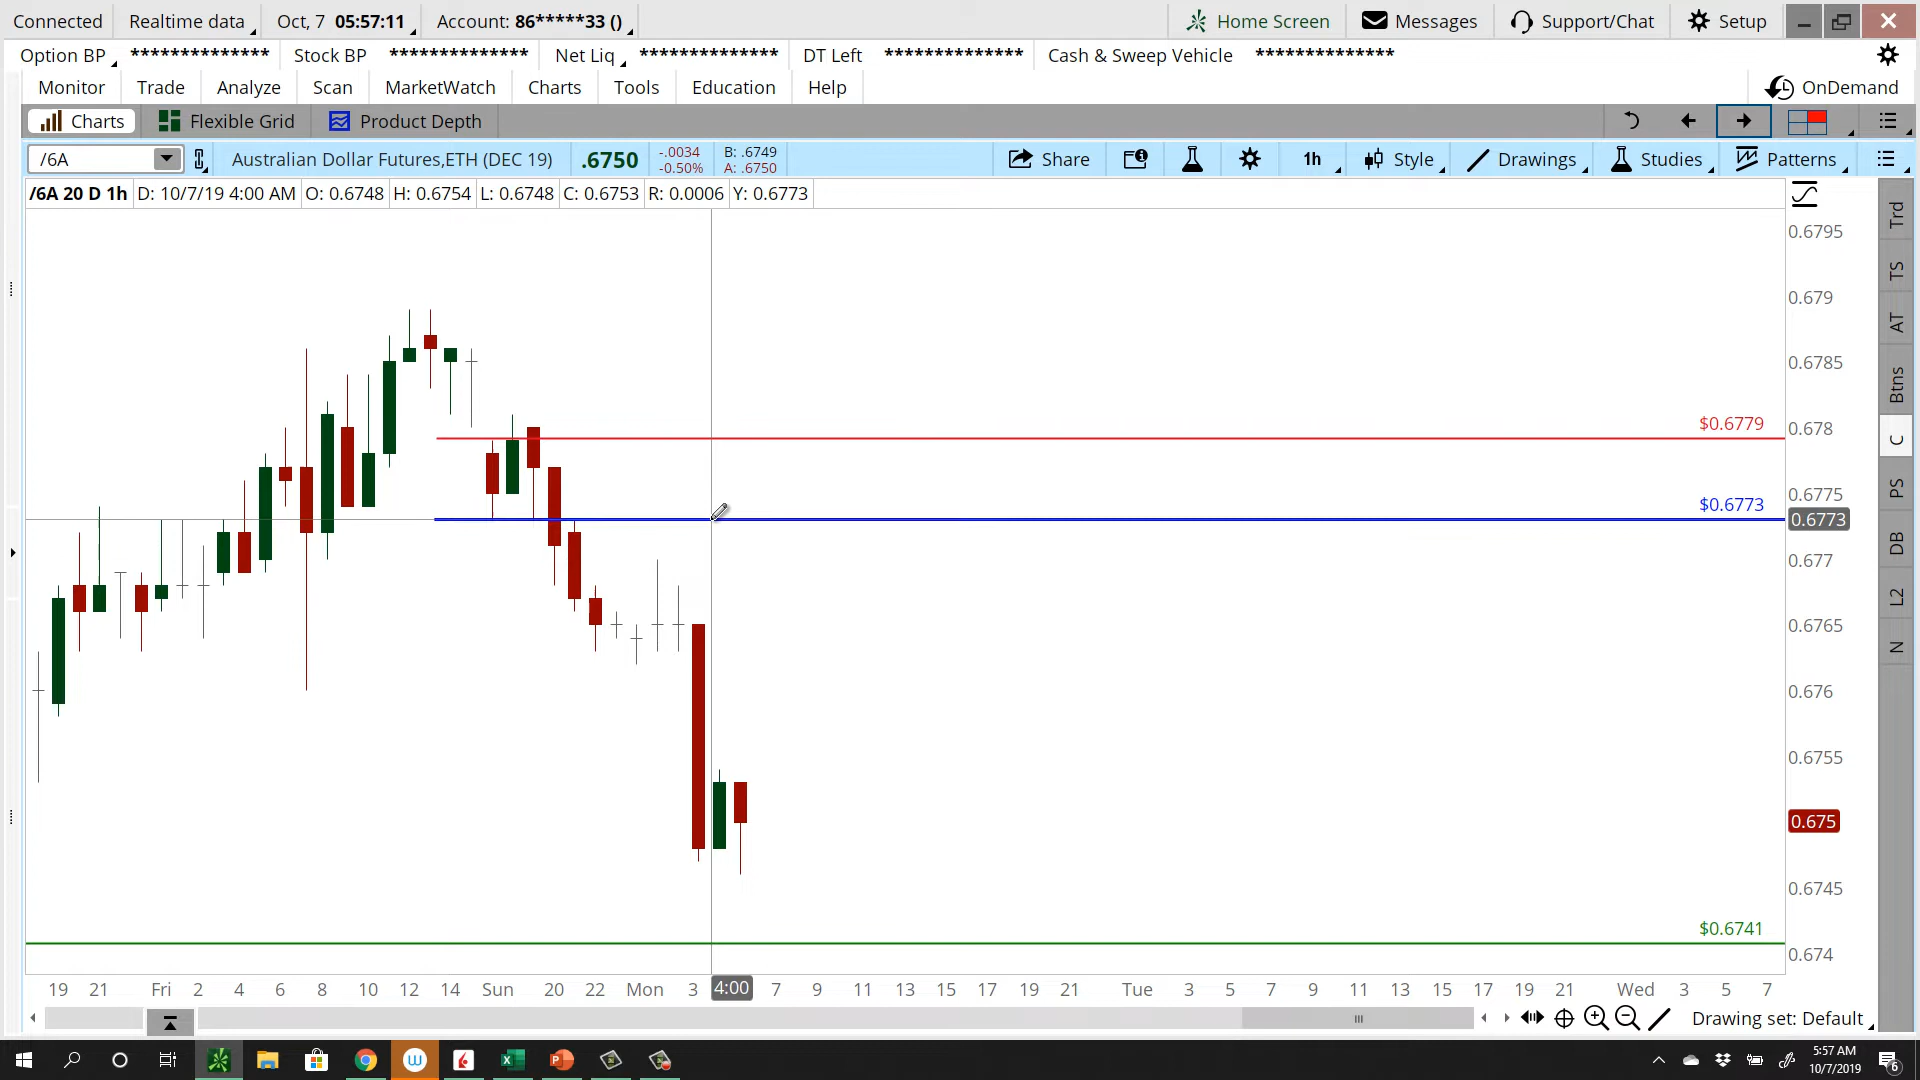 Connected Realtime data Oct, 7 05:57:11 Account: 86*****33 () Home Screen Messages Support/Chat Setup
Option BP ************** Stock BP ************** Net Liq ************** DT Left ************** Cash & Sweep Vehicle **************
Monitor Trade Analyze Scan MarketWatch Charts Tools Education Help OnDemand
Charts Flexible Grid Product Depth
/6A Australian Dollar Futures,ETH (DEC 19) .6750 -.0034 -0.50% B: .6749 A: .6750 Share 1h Style Drawings Studies Patterns
/6A 20 D 1h D: 10/7/19 4:00 AM O: 0.6748 H: 0.6754 L: 0.6748 C: 0.6753 R: 0.0006 Y: 0.6773
0.6795
0.679
0.6785
$0.6779
0.678
0.6775
$0.6773
0.6773
0.677
0.6765
0.676
0.6755
0.675
0.6745
$0.6741
0.674
Trd
TS
AT
Btns
C
PS
DB
L2
N
19 21 Fri 2 4 6 8 10 12 14 Sun 20 22 Mon 3 4:00 7 9 11 13 15 17 19 21 Tue 3 5 7 9 11 13 15 17 19 21 Wed 3 5 7
Drawing set: Default
5:57 AM
10/7/2019
6